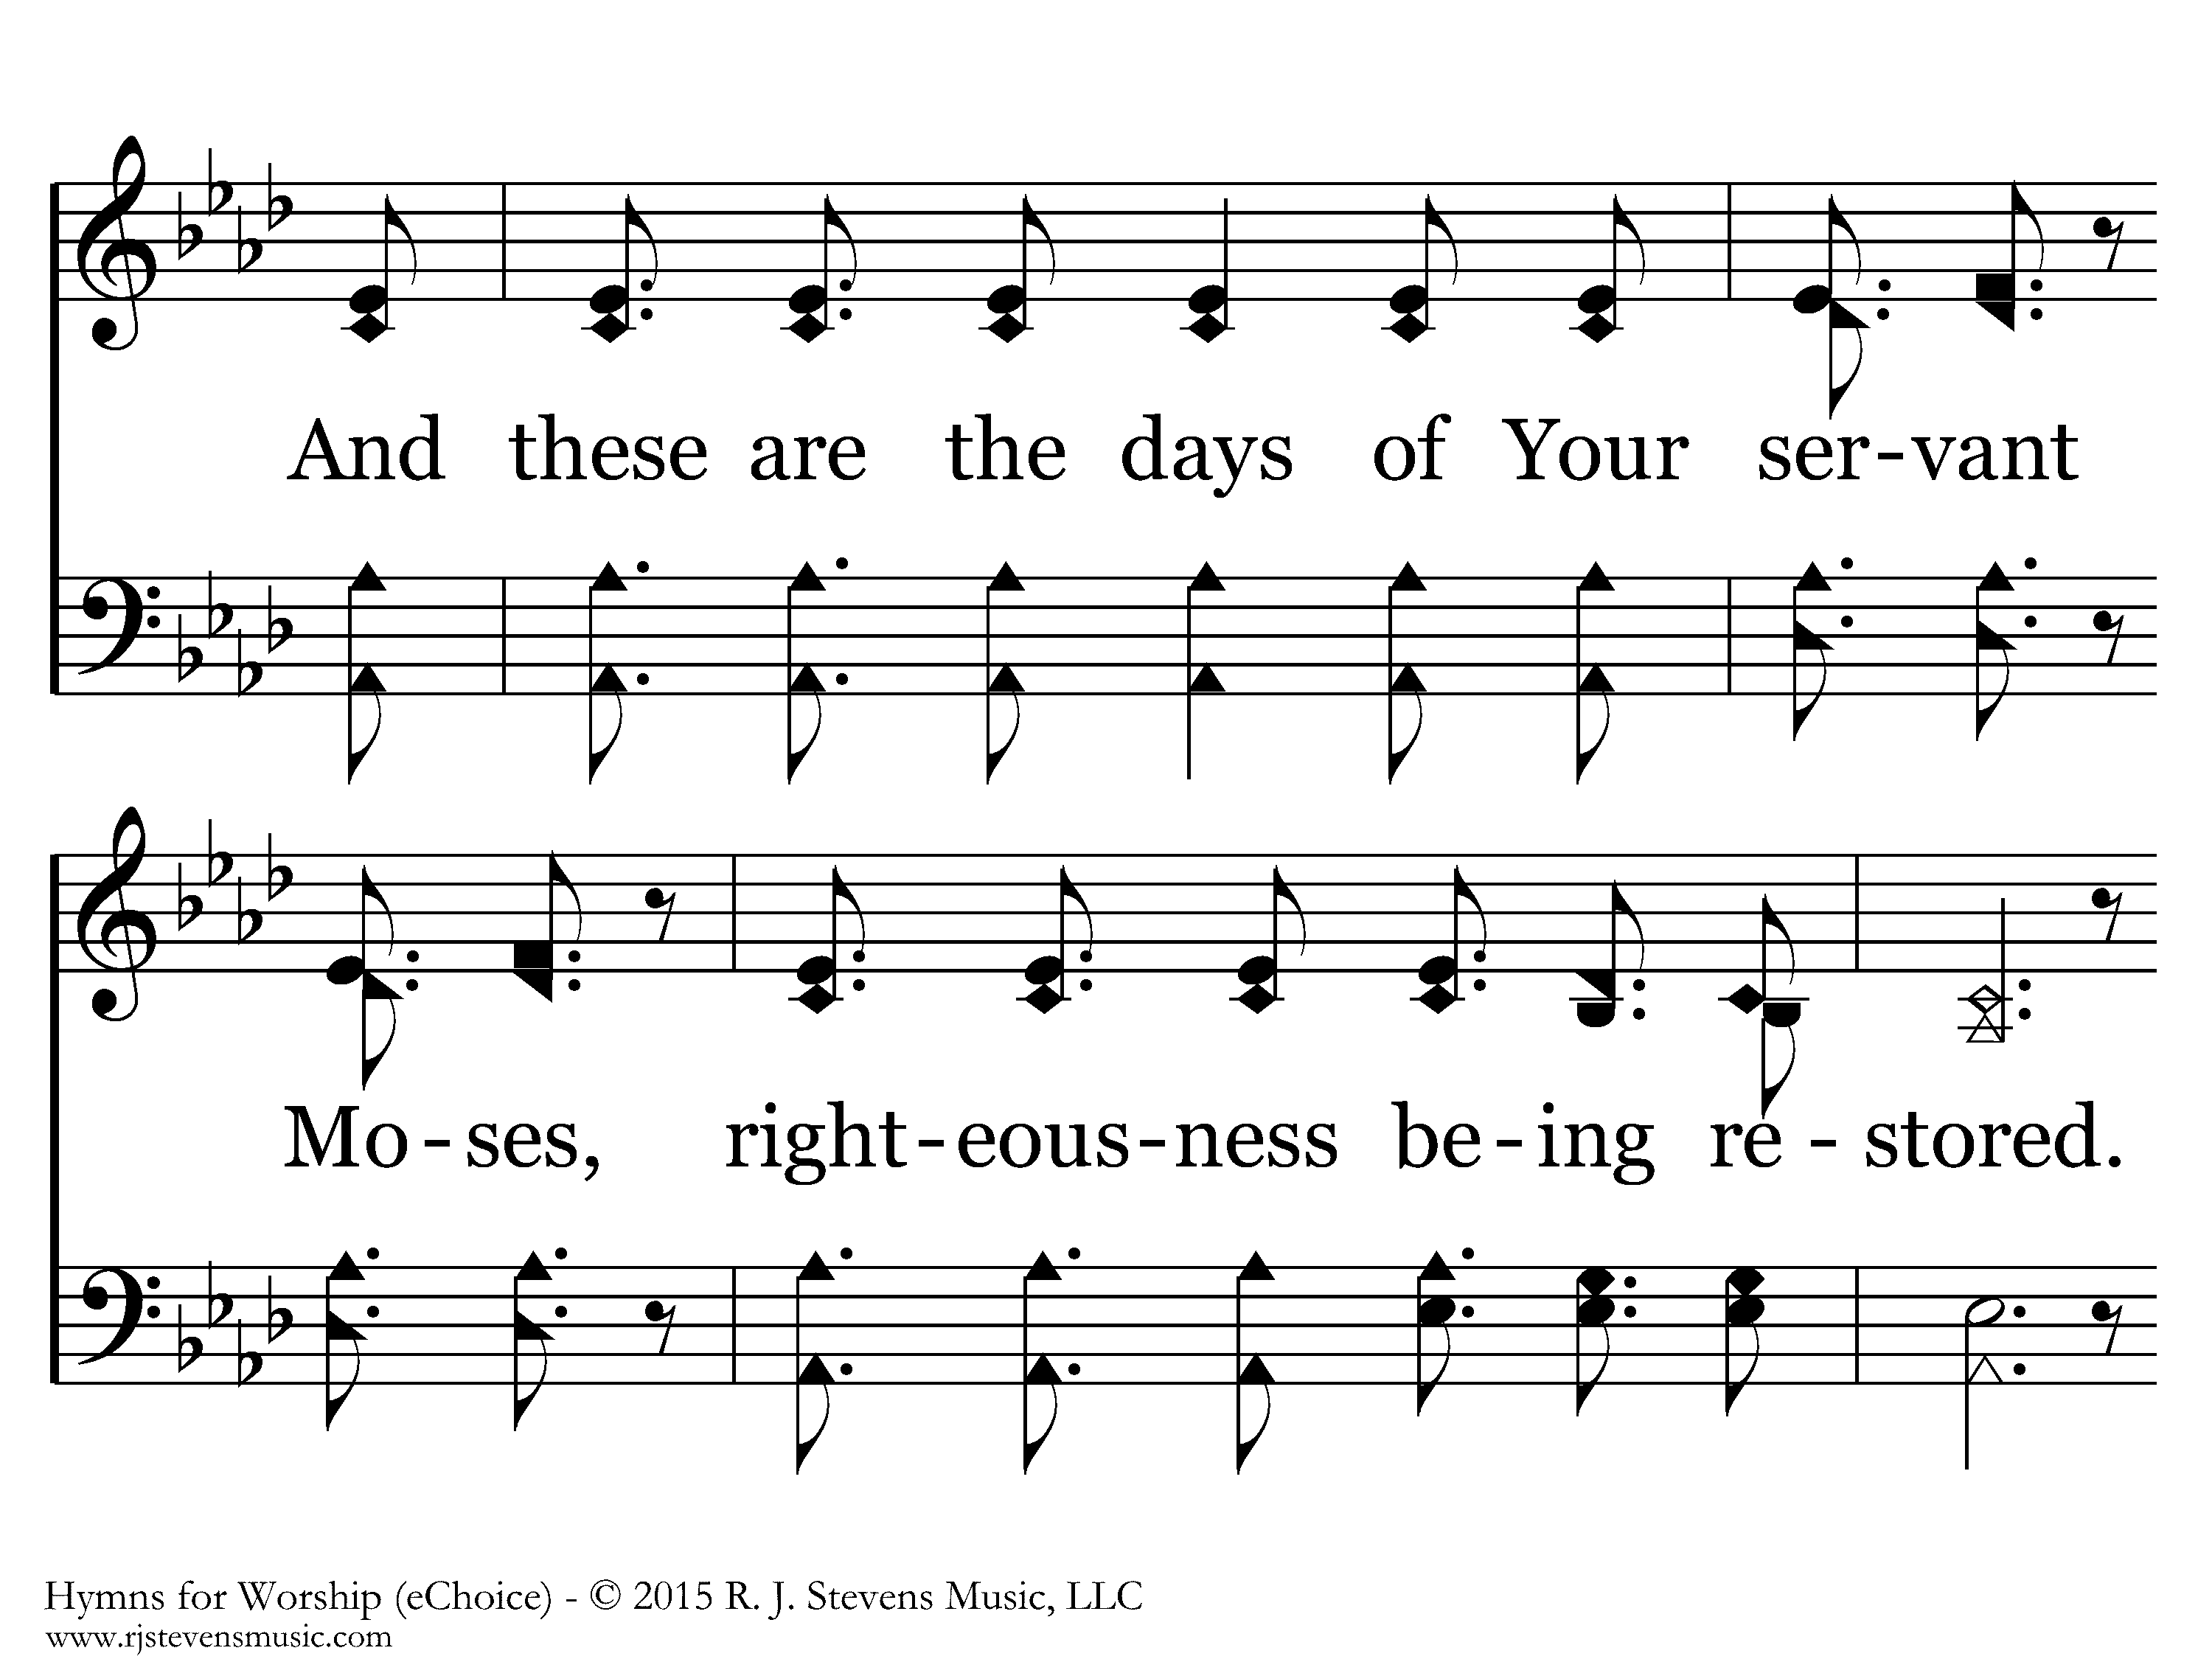 And these are the days of Your ser-vant
Mo-ses, right-eous-ness be-ing re-stored.
Hymns for Worship (eChoice) - © 2015 R. J. Stevens Music, LLC
www.rjstevensmusic.com